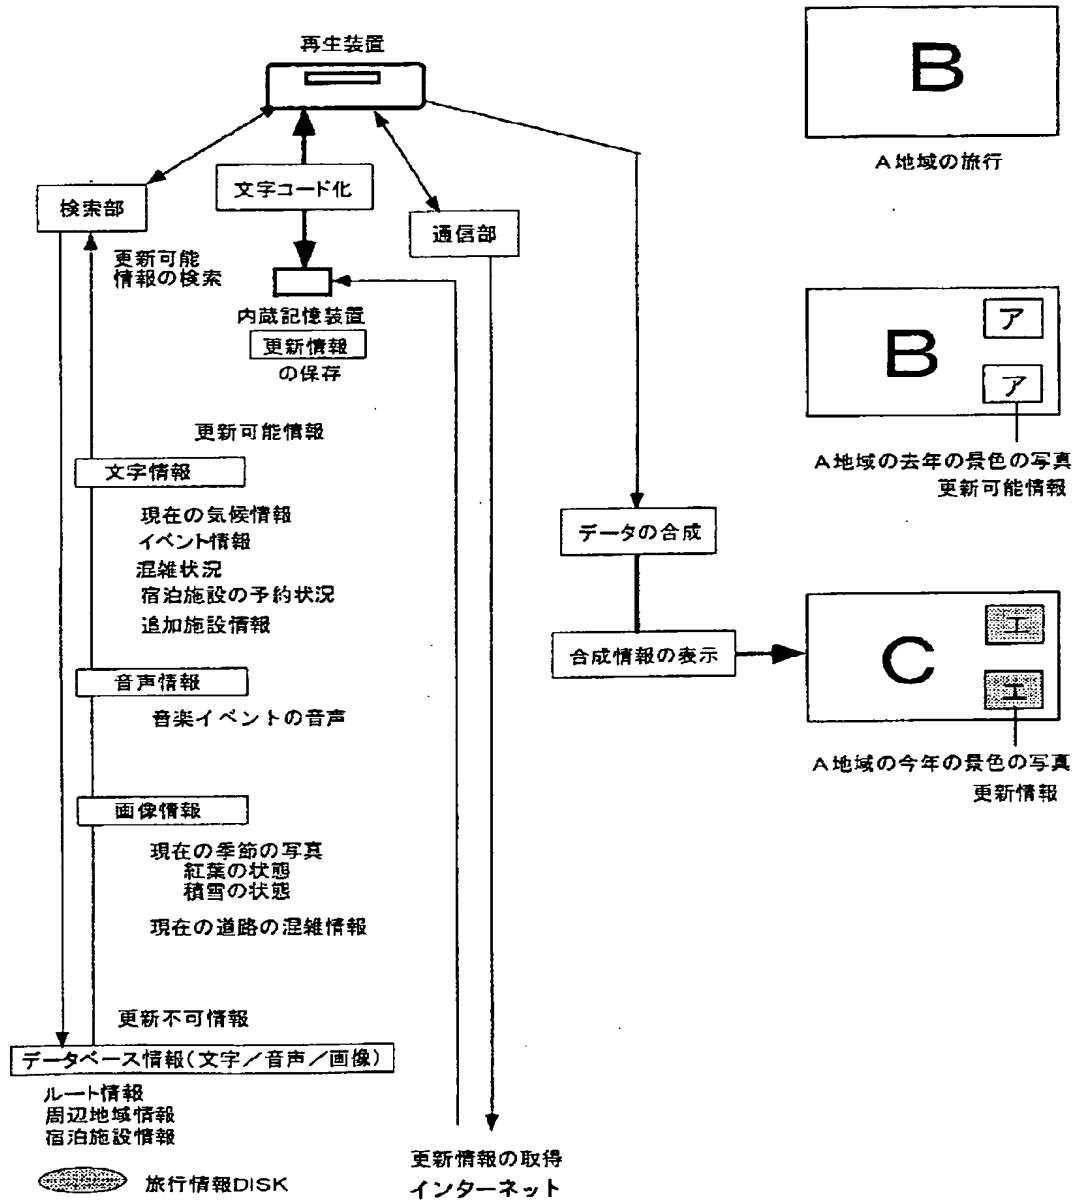 再生装置
検索部
文字コード化
通信部
更新可能
情報の検索
内蔵記憶装置
更新情報
の保存
更新可能情報
文字情報
現在の気候情報
イベント情報
混雑状況
宿泊施設の予約状況
追加施設情報
音声情報
音楽イベントの音声
画像情報
現在の季節の写真
紅葉の状態
積雪の状態
現在の道路の混雑情報
更新不可情報
データベース情報(文字/音声/画像)
ルート情報
周辺地域情報
宿泊施設情報
旅行情報DISK
更新情報の取得
インターネット
データの合成
合成情報の表示
B
A地域の旅行
B
ア
ア
A地域の去年の景色の写真
更新可能情報
C
エ
エ
A地域の今年の景色の写真
更新情報